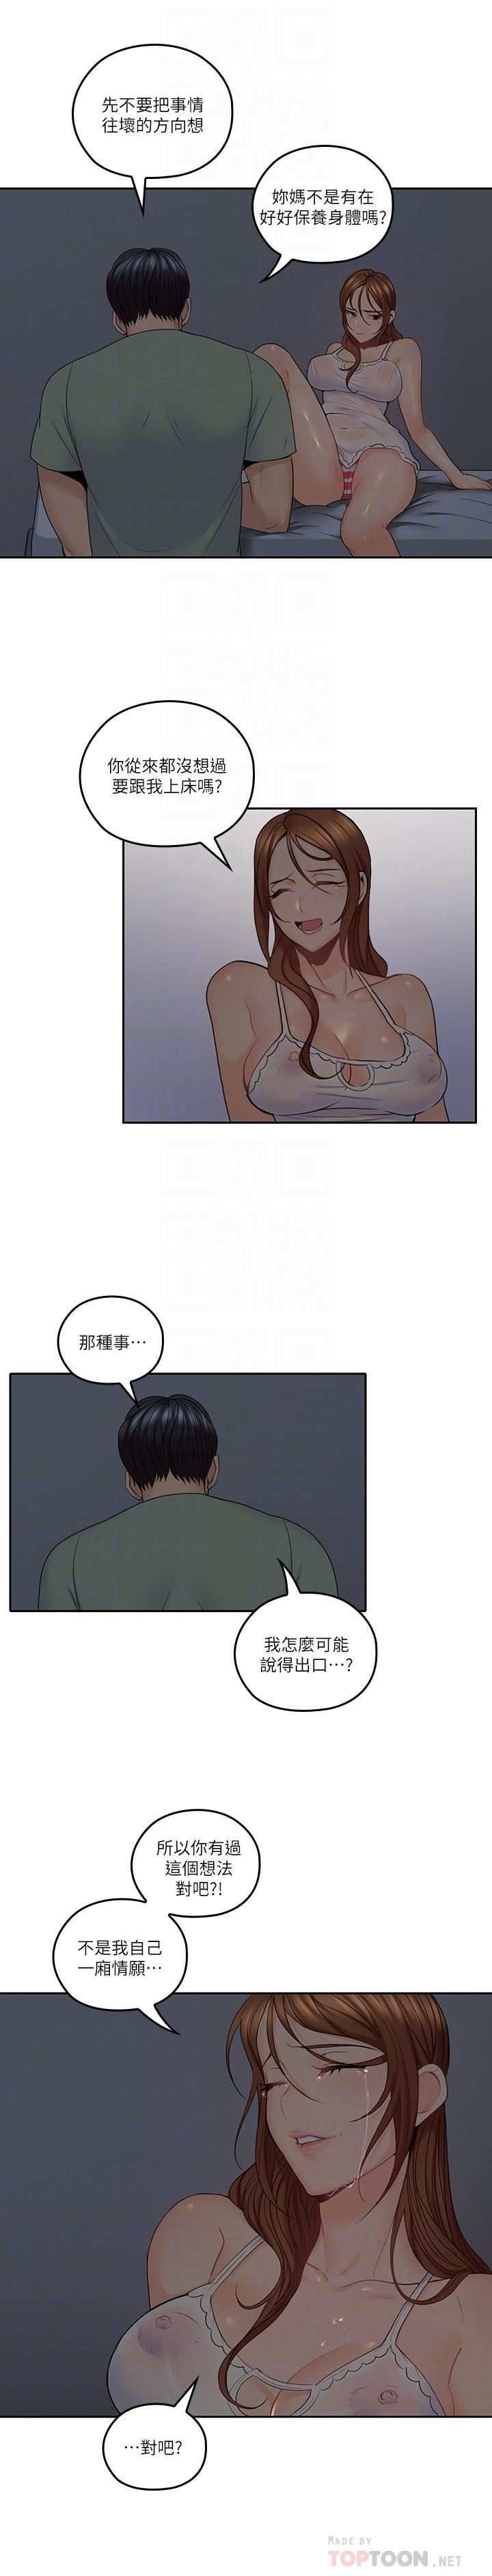 先不要把事情
往壞的方向想
妳媽不是有在
好好保養身體嗎?
你從來都沒想過
要跟我上床嗎?
那種事⋯
我怎麼可能
說得出口⋯?
所以你有過
這個想法
對吧?!
不是我自己
一廂情願⋯
⋯對吧?
MADE BY
TOPTOON.NET